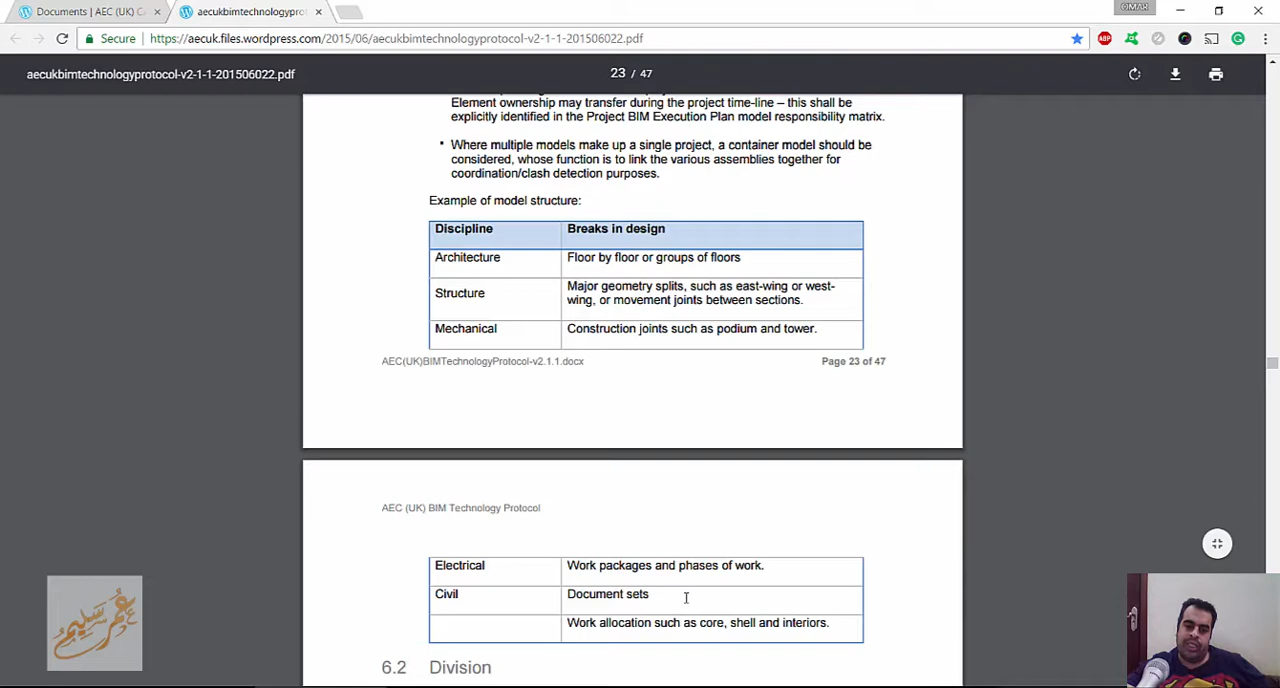 Documents | AEC (UK) C
aecukbimtechnologypro
OMAR
Secure
https://aecuk.files.wordpress.com/2015/06/aecukbimtechnologyprotocol-v2-1-1-201506022.pdf
ABP
aecukbimtechnologyprotocol-v2-1-1-201506022.pdf
23 / 47
Element ownership may transfer during the project time-line – this shall be
explicitly identified in the Project BIM Execution Plan model responsibility matrix.
• Where multiple models make up a single project, a container model should be
considered, whose function is to link the various assemblies together for
coordination/clash detection purposes.
Example of model structure:
Discipline Breaks in design
Architecture Floor by floor or groups of floors
Structure Major geometry splits, such as east-wing or west-
wing, or movement joints between sections.
Mechanical Construction joints such as podium and tower.
AEC(UK)BIMTechnologyProtocol-v2.1.1.docx Page 23 of 47
AEC (UK) BIM Technology Protocol
Electrical Work packages and phases of work.
Civil Document sets
Work allocation such as core, shell and interiors.
6.2 Division
عمر سليم